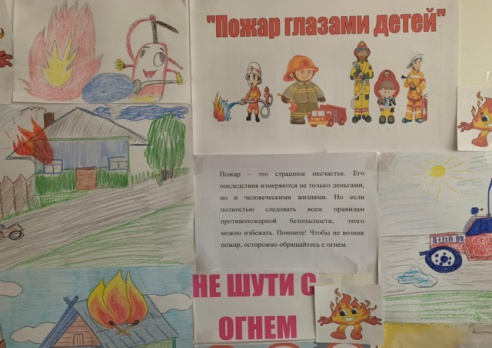 "Пожар глазами детей"
Пожар – это страшное несчастье. Его
последствия измеряются не только деньгами,
но и человеческими жизнями. Но если
полностью следовать всем правилам
противопожарной безопасности, этого
можно избежать. Помните! Чтобы не возник
пожар, осторожно обращайтесь с огнем.
НЕ ШУТИ С
ОГНЕМ